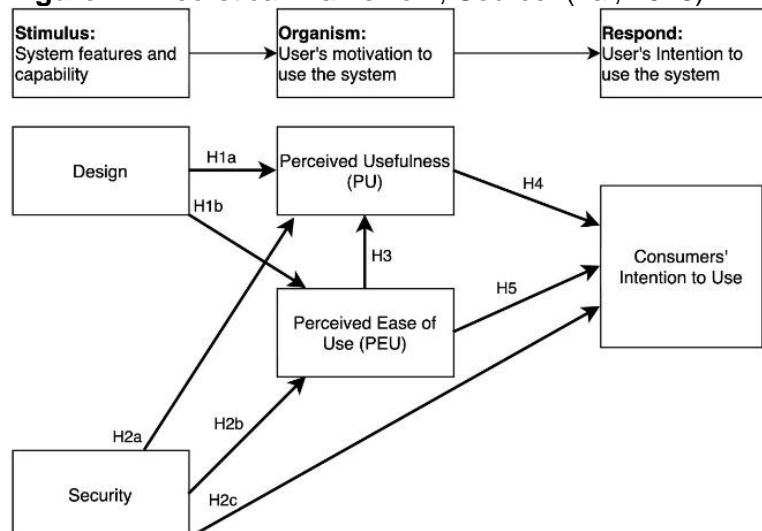 Stimulus:
System features and
capability
Organism:
User's motivation to
use the system
Respond:
User's Intention to
use the system
Design
H1a
Perceived Usefulness
(PU)
H4
H1b
H3
Consumers'
Intention to Use
H5
Perceived Ease of
Use (PEU)
H2a
H2b
H2c
Security